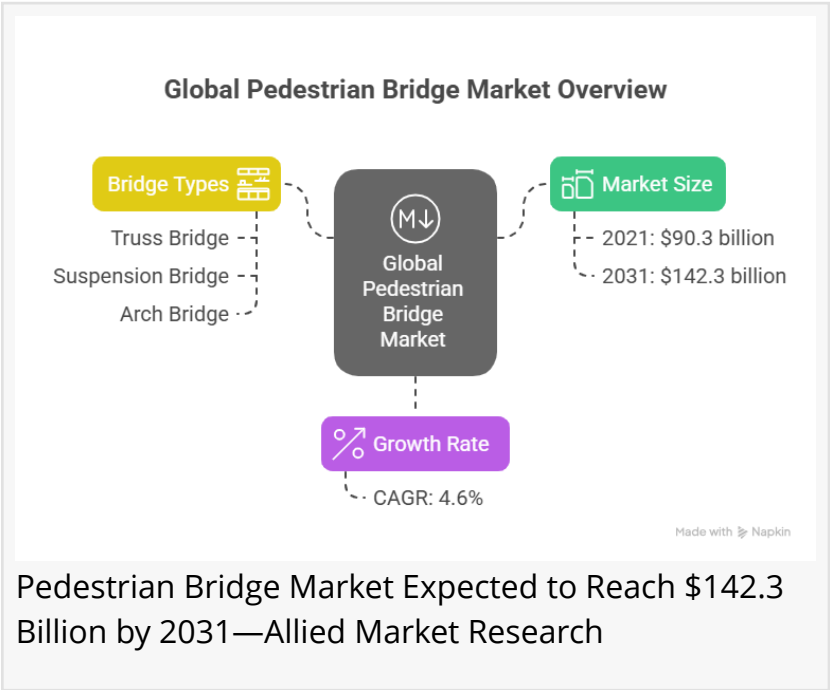 Global Pedestrian Bridge Market Overview
Bridge Types
Truss Bridge
Suspension Bridge
Arch Bridge
M↓
Global
Pedestrian
Bridge
Market
Market Size
2021: $90.3 billion
2031: $142.3 billion
Growth Rate
CAGR: 4.6%
Made with Napkin
Pedestrian Bridge Market Expected to Reach $142.3
Billion by 2031—Allied Market Research